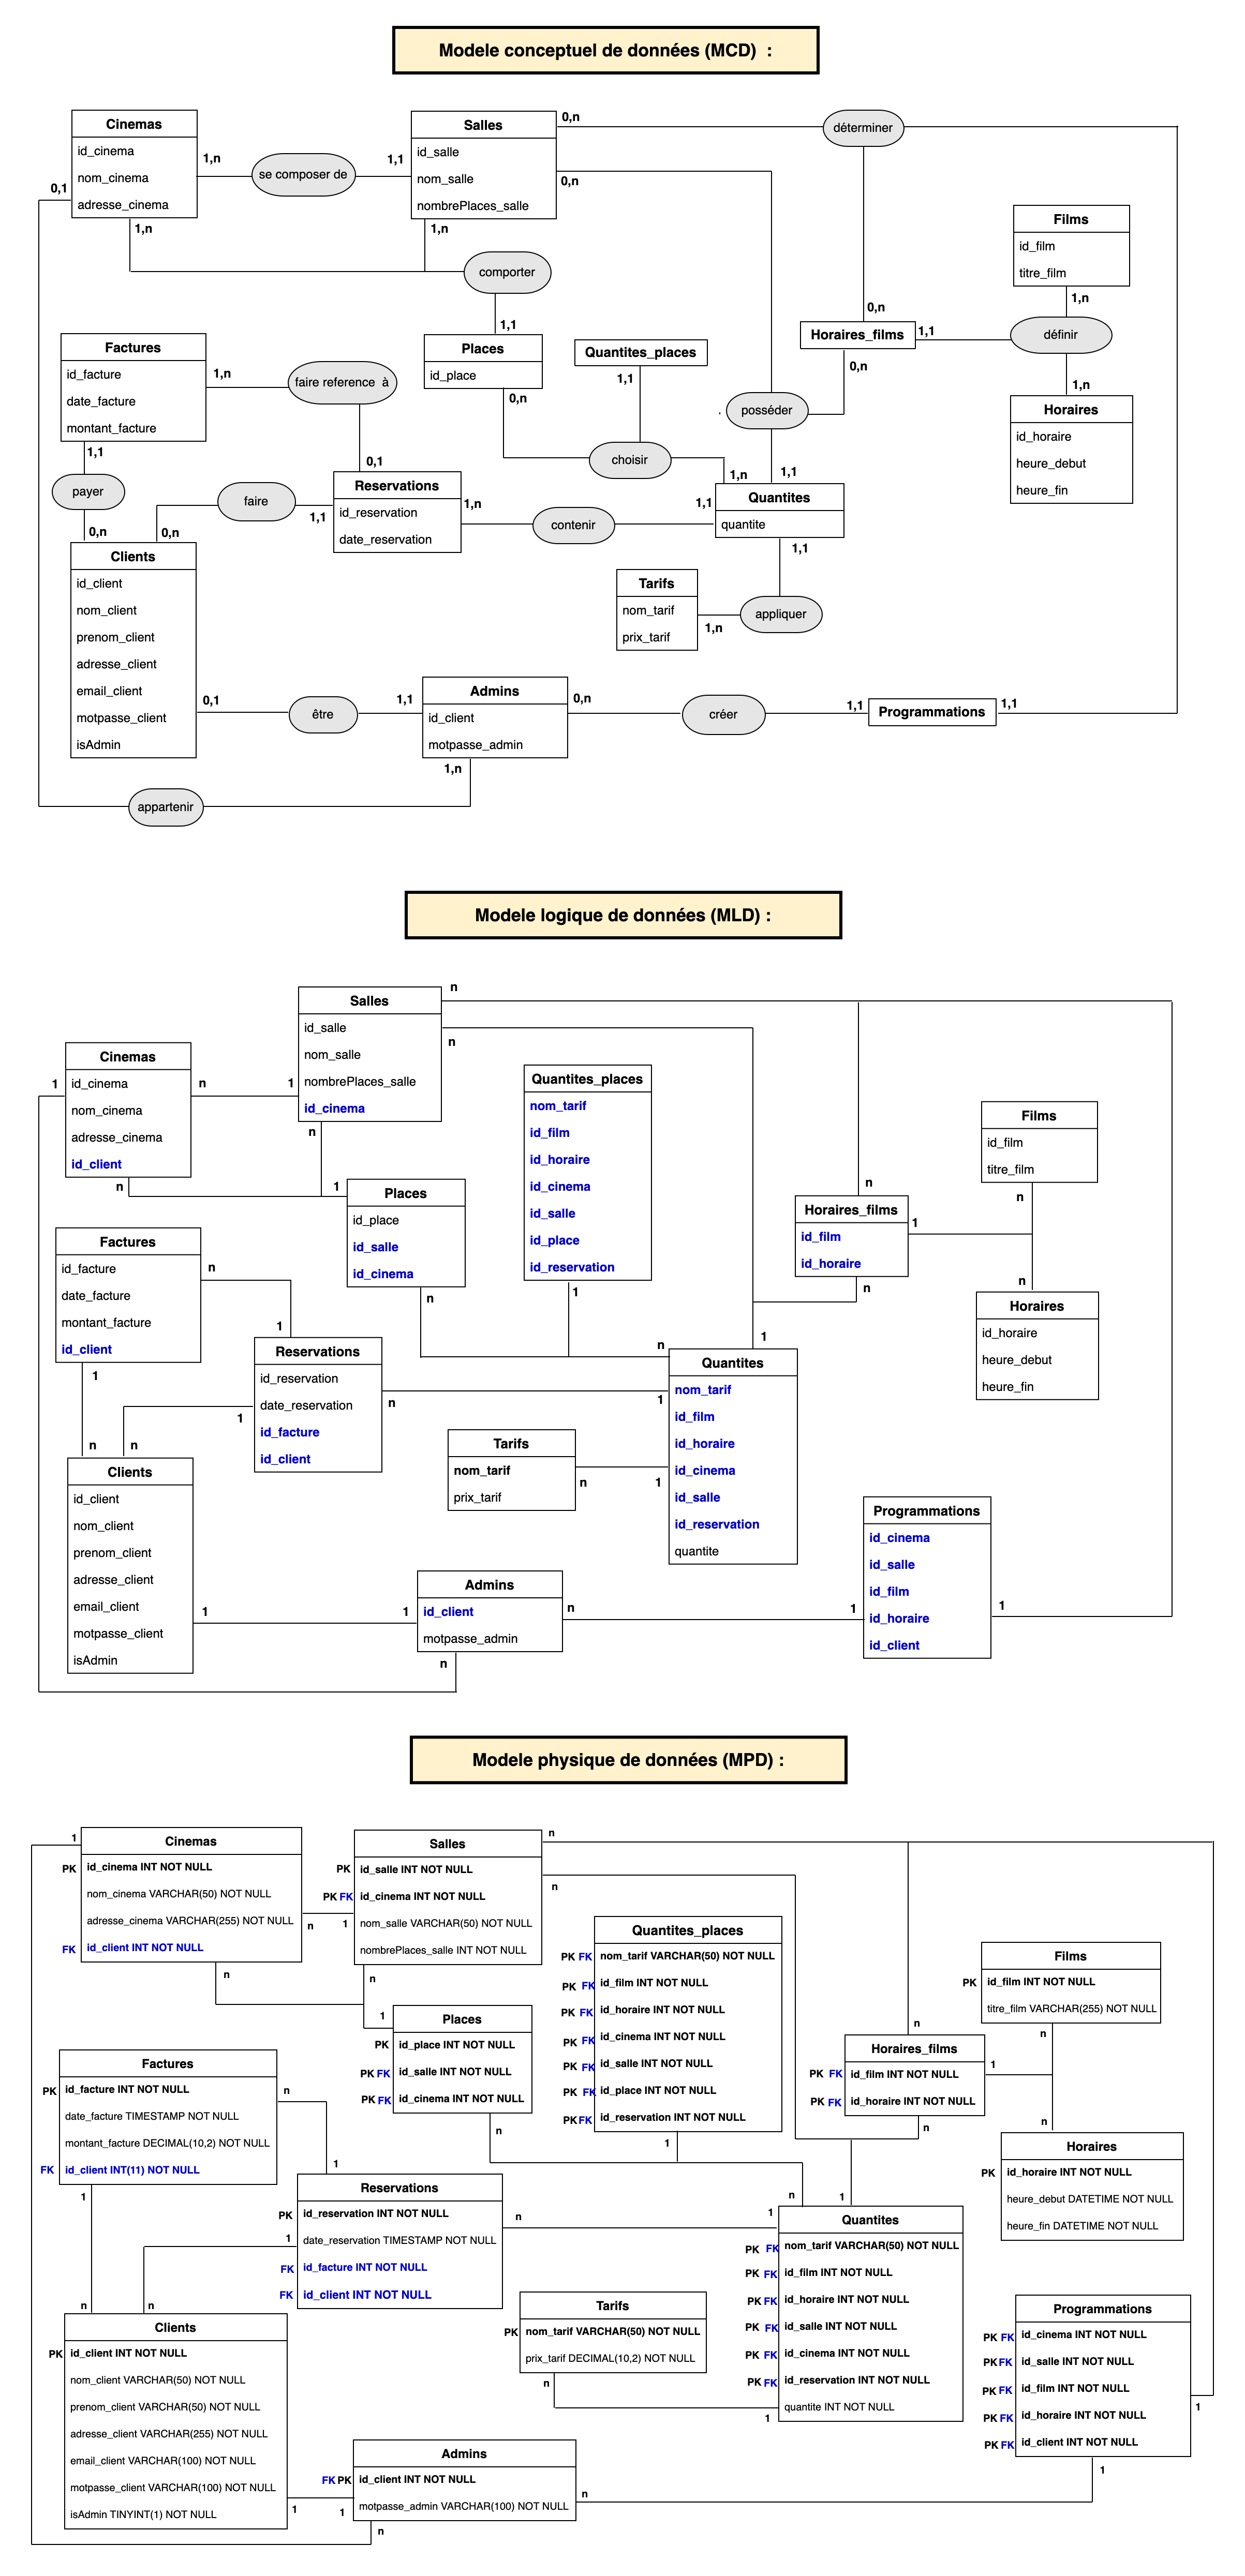 Modele conceptuel de données (MCD) :
Cinemas
id_cinema
nom_cinema
adresse_cinema
Salles
id_salle
nom_salle
nombrePlaces_salle
0,n
déterminer
1,n
se composer de
1,1
0,n
0,1
1,n
1,n
comporter
Films
id_film
titre_film
1,n
0,n
Horaires_films
1,1
définir
0,n
1,n
Horaires
id_horaire
heure_debut
heure_fin
1,1
Places
id_place
0,n
Quantites_places
1,1
posséder
choisir
1,n
1,1
Factures
id_facture
date_facture
montant_facture
1,n
faire reference à
0,1
1,1
payer
0,n
faire
0,n
1,1
Reservations
id_reservation
date_reservation
1,n
contenir
1,1
Quantites
quantite
1,1
Tarifs
nom_tarif
prix_tarif
1,n
appliquer
Clients
id_client
nom_client
prenom_client
adresse_client
email_client
motpasse_client
isAdmin
0,1
être
1,1
Admins
id_client
motpasse_admin
0,n
créer
1,1
Programmations
1,1
1,n
appartenir
Modele logique de données (MLD) :
Salles
id_salle
nom_salle
nombrePlaces_salle
id_cinema
n
n
n
Cinemas
id_cinema
nom_cinema
adresse_cinema
id_client
1
n
1
n
1
Quantites_places
nom_tarif
id_film
id_horaire
id_cinema
id_salle
id_place
id_reservation
1
Films
id_film
titre_film
n
Places
id_place
id_salle
id_cinema
n
n
Horaires_films
id_film
id_horaire
1
n
n
Horaires
id_horaire
heure_debut
heure_fin
Factures
id_facture
date_facture
montant_facture
id_client
n
1
1
n
n
1
Reservations
id_reservation
date_reservation
id_facture
id_client
n
1
n
1
Quantites
nom_tarif
id_film
id_horaire
id_cinema
id_salle
id_reservation
quantite
Tarifs
nom_tarif
prix_tarif
n
1
Clients
id_client
nom_client
prenom_client
adresse_client
email_client
motpasse_client
isAdmin
1
1
Admins
id_client
motpasse_admin
n
n
1
Programmations
id_cinema
id_salle
id_film
id_horaire
id_client
1
Modele physique de données (MPD) :
1
Cinemas
PK id_cinema INT NOT NULL
nom_cinema VARCHAR(50) NOT NULL
adresse_cinema VARCHAR(255) NOT NULL
FK id_client INT NOT NULL
n
n
1
Salles
PK id_salle INT NOT NULL
PK FK id_cinema INT NOT NULL
nom_salle VARCHAR(50) NOT NULL
nombrePlaces_salle INT NOT NULL
n
n
n
1
Quantites_places
PK FK nom_tarif VARCHAR(50) NOT NULL
PK FK id_film INT NOT NULL
PK FK id_horaire INT NOT NULL
PK FK id_cinema INT NOT NULL
PK FK id_salle INT NOT NULL
PK FK id_place INT NOT NULL
PK FK id_reservation INT NOT NULL
1
Films
PK id_film INT NOT NULL
titre_film VARCHAR(255) NOT NULL
n
Places
PK id_place INT NOT NULL
PK FK id_salle INT NOT NULL
PK FK id_cinema INT NOT NULL
n
n
Horaires_films
PK FK id_film INT NOT NULL
PK FK id_horaire INT NOT NULL
1
n
n
Horaires
PK id_horaire INT NOT NULL
heure_debut DATETIME NOT NULL
heure_fin DATETIME NOT NULL
Factures
PK id_facture INT NOT NULL
date_facture TIMESTAMP NOT NULL
montant_facture DECIMAL(10,2) NOT NULL
FK id_client INT(11) NOT NULL
n
1
1
1
n
n
Reservations
PK id_reservation INT NOT NULL
date_reservation TIMESTAMP NOT NULL
FK id_facture INT NOT NULL
FK id_client INT NOT NULL
n
1
n
1
Quantites
PK FK nom_tarif VARCHAR(50) NOT NULL
PK FK id_film INT NOT NULL
PK FK id_horaire INT NOT NULL
PK FK id_salle INT NOT NULL
PK FK id_cinema INT NOT NULL
PK FK id_reservation INT NOT NULL
quantite INT NOT NULL
1
Tarifs
PK nom_tarif VARCHAR(50) NOT NULL
prix_tarif DECIMAL(10,2) NOT NULL
n
Programmations
PK FK id_cinema INT NOT NULL
PK FK id_salle INT NOT NULL
PK FK id_film INT NOT NULL
PK FK id_horaire INT NOT NULL
PK FK id_client INT NOT NULL
1
1
Clients
PK id_client INT NOT NULL
nom_client VARCHAR(50) NOT NULL
prenom_client VARCHAR(50) NOT NULL
adresse_client VARCHAR(255) NOT NULL
email_client VARCHAR(100) NOT NULL
motpasse_client VARCHAR(100) NOT NULL
isAdmin TINYINT(1) NOT NULL
1
1
Admins
FK PK id_client INT NOT NULL
motpasse_admin VARCHAR(100) NOT NULL
n
n